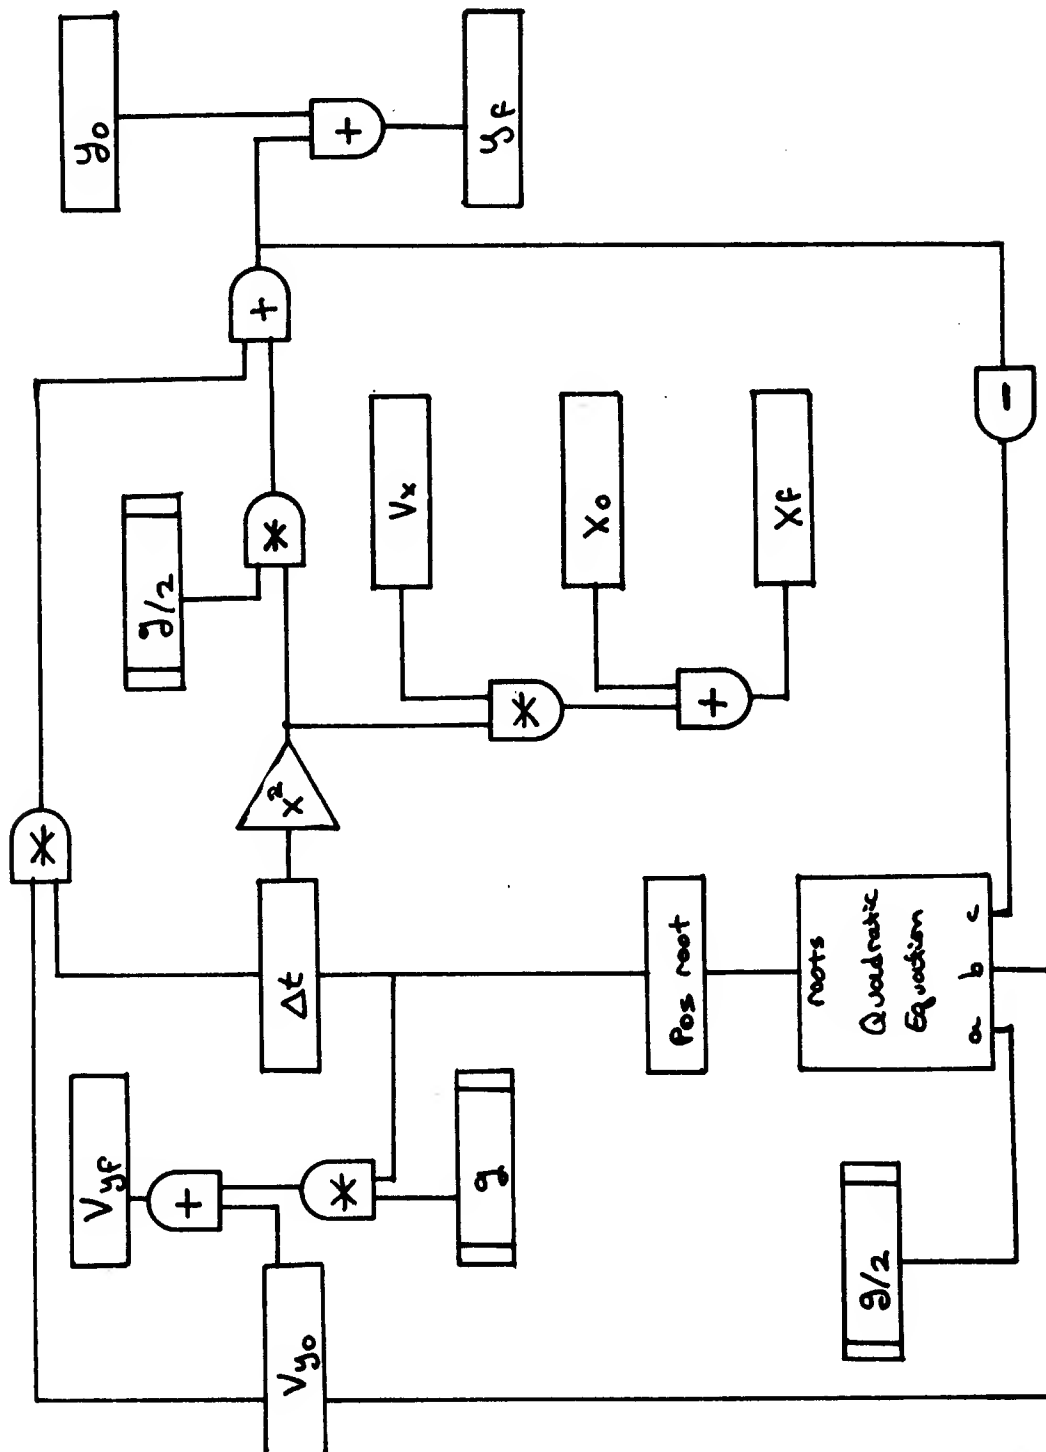 y₀
+
y_F
+
-
g/2
*
V_x
X₀
X_F
*
+
*
x²
Δt
Pos root
roots
Quadratic
Equation
a b c
V_yF
+
*
g
V_y₀
g/2